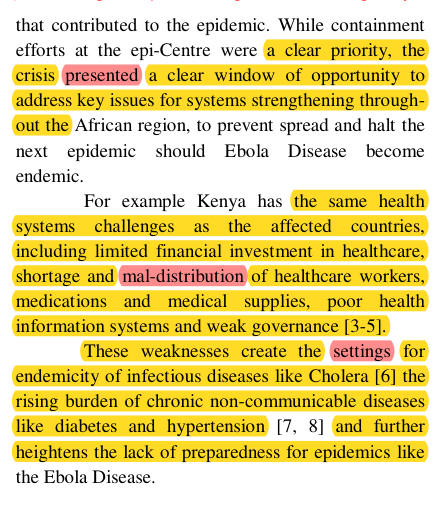 that contributed to the epidemic. While containment
efforts at the epi-Centre were a clear priority, the
crisis presented a clear window of opportunity to
address key issues for systems strengthening through-
out the African region, to prevent spread and halt the
next epidemic should Ebola Disease become
endemic.
For example Kenya has the same health
systems challenges as the affected countries,
including limited financial investment in healthcare,
shortage and mal-distribution of healthcare workers,
medications and medical supplies, poor health
information systems and weak governance [3-5].
These weaknesses create the settings for
endemicity of infectious diseases like Cholera [6] the
rising burden of chronic non-communicable diseases
like diabetes and hypertension [7, 8] and further
heightens the lack of preparedness for epidemics like
the Ebola Disease.